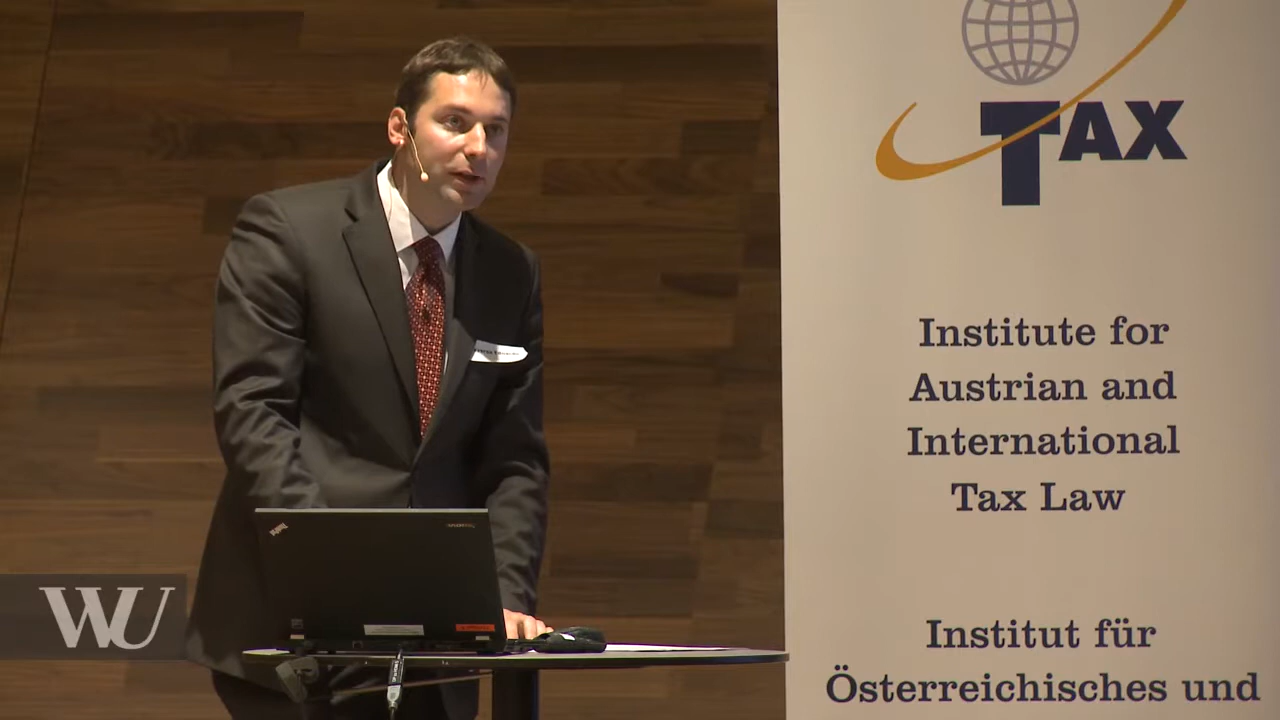 TAX
Institute for
Austrian and
International
Tax Law
Institut für
Österreichisches und
WU